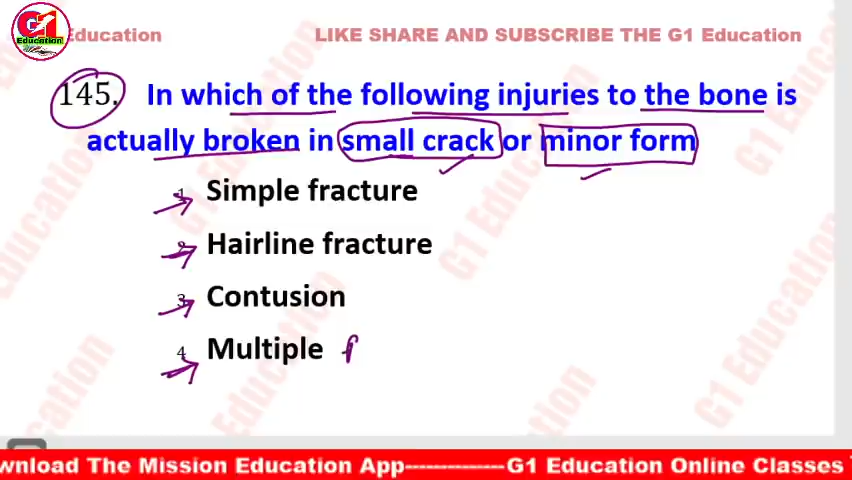 G1
Education
Education
LIKE SHARE AND SUBSCRIBE THE G1 Education
145. In which of the following injuries to the bone is
actually broken in small crack or minor form
1 Simple fracture
2 Hairline fracture
3 Contusion
4 Multiple f
wnload The Mission Education App---------------G1 Education Online Classes